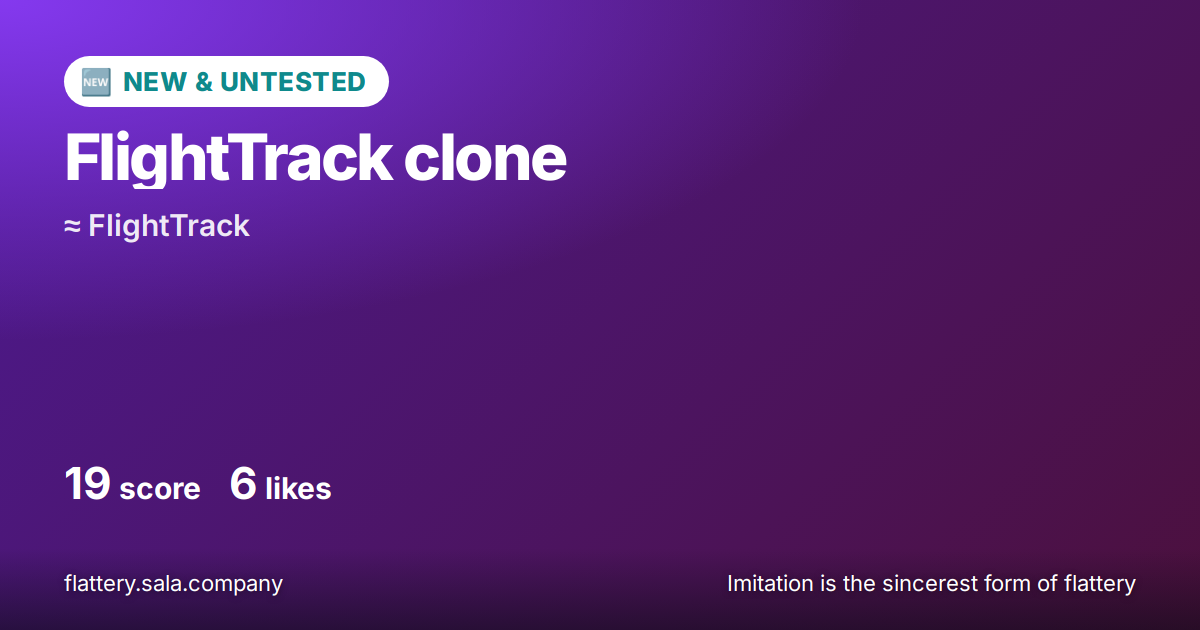 🆕 NEW & UNTESTED
FlightTrack clone
≈ FlightTrack
19 score 6 likes
flattery.sala.company
Imitation is the sincerest form of flattery